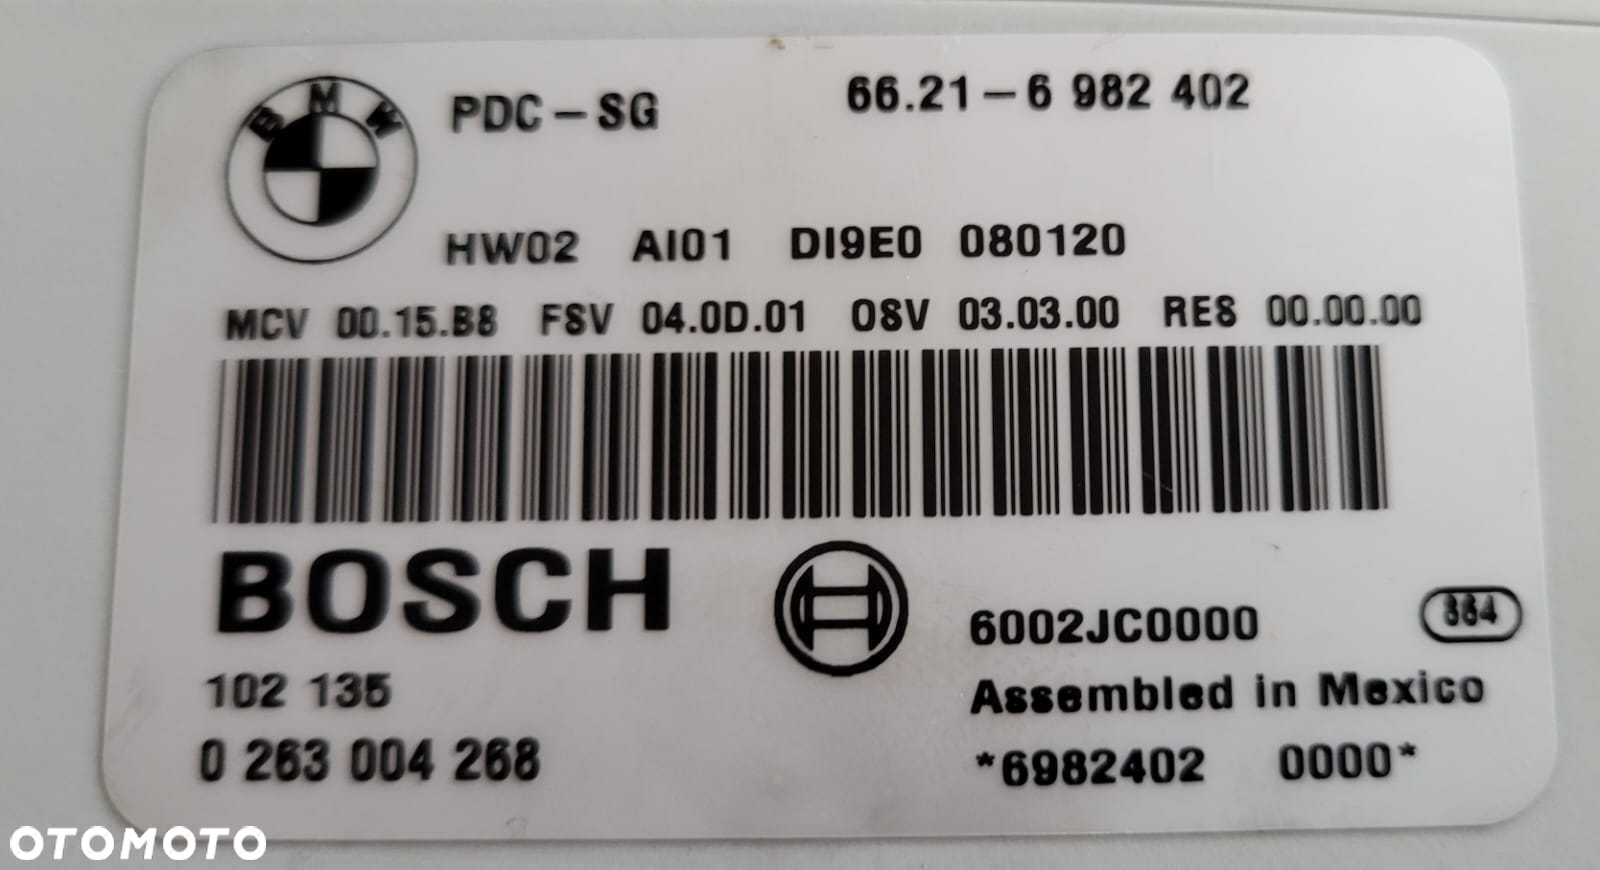 BMW PDC-SG 66.21-6 982 402
HW02 AI01 DI9E0 080120
MCV 00.15.B8 FSV 04.0D.01 OSV 03.03.00 RES 00.00.00
BOSCH
6002JC0000 884
102 135 Assembled in Mexico
0 263 004 268 *6982402 0000*
OTOMOTO